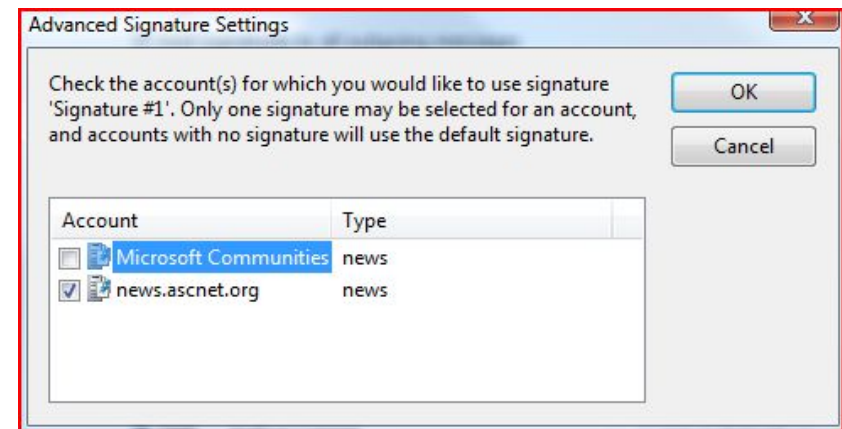 Advanced Signature Settings
Check the account(s) for which you would like to use signature
'Signature #1'. Only one signature may be selected for an account,
and accounts with no signature will use the default signature.
OK
Cancel
Account Type
Microsoft Communities news
news.ascnet.org news